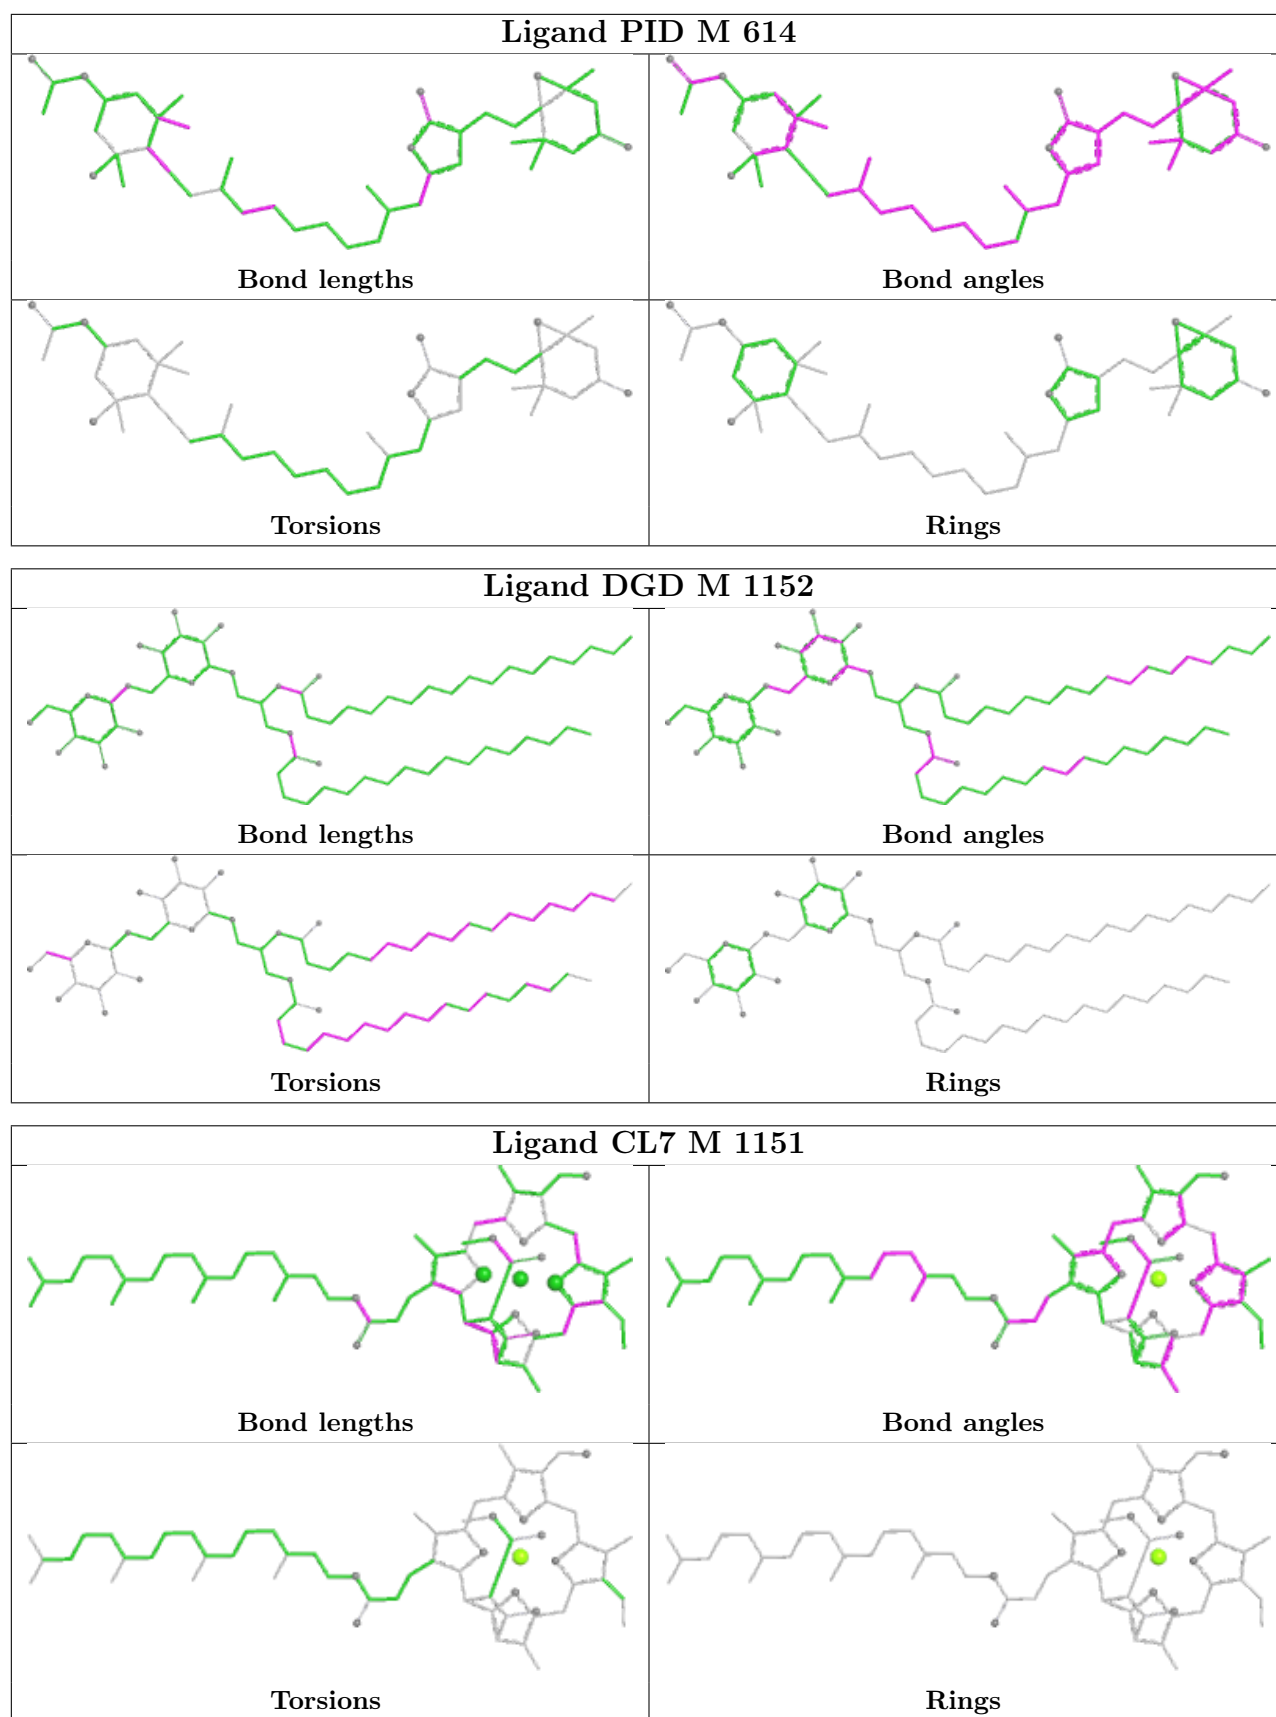 Ligand PID M 614
Bond lengths
Bond angles
Torsions
Rings
Ligand DGD M 1152
Bond lengths
Bond angles
Torsions
Rings
Ligand CL7 M 1151
Bond lengths
Bond angles
Torsions
Rings